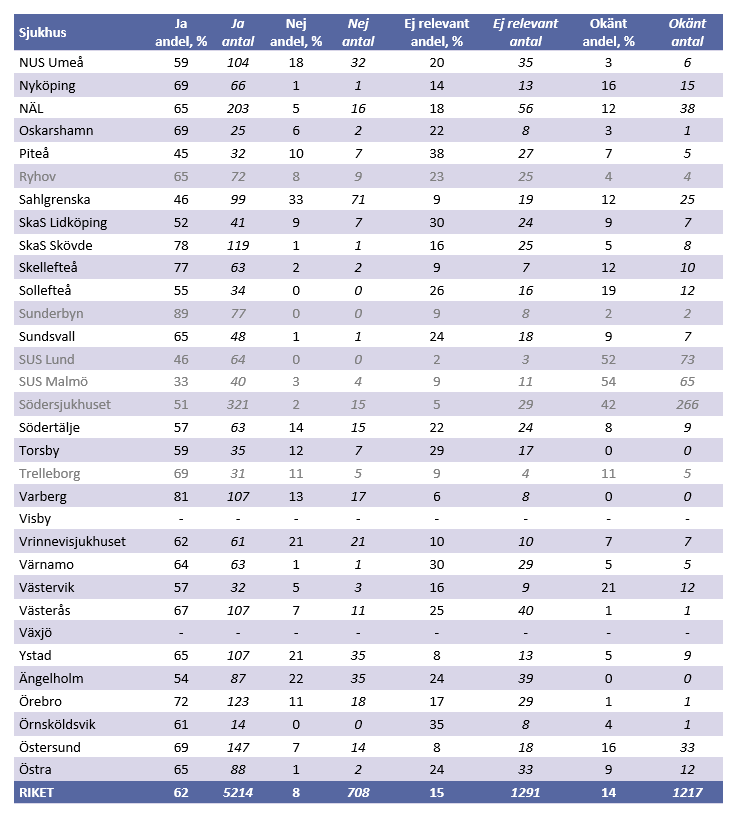 Sjukhus Ja andel, % Ja antal Nej andel, % Nej antal Ej relevant andel, % Ej relevant antal Okänt andel, % Okänt antal
NUS Umeå 59 104 18 32 20 35 3 6
Nyköping 69 66 1 1 14 13 16 15
NÄL 65 203 5 16 18 56 12 38
Oskarshamn 69 25 6 2 22 8 3 1
Piteå 45 32 10 7 38 27 7 5
Ryhov 65 72 8 9 23 25 4 4
Sahlgrenska 46 99 33 71 9 19 12 25
SkaS Lidköping 52 41 9 7 30 24 9 7
SkaS Skövde 78 119 1 1 16 25 5 8
Skellefteå 77 63 2 2 9 7 12 10
Sollefteå 55 34 0 0 26 16 19 12
Sunderbyn 89 77 0 0 9 8 2 2
Sundsvall 65 48 1 1 24 18 9 7
SUS Lund 46 64 0 0 2 3 52 73
SUS Malmö 33 40 3 4 9 11 54 65
Södersjukhuset 51 321 2 15 5 29 42 266
Södertälje 57 63 14 15 22 24 8 9
Torsby 59 35 12 7 29 17 0 0
Trelleborg 69 31 11 5 9 4 11 5
Varberg 81 107 13 17 6 8 0 0
Visby - - - - - - - -
Vrinnevisjukhuset 62 61 21 21 10 10 7 7
Värnamo 64 63 1 1 30 29 5 5
Västervik 57 32 5 3 16 9 21 12
Västerås 67 107 7 11 25 40 1 1
Växjö - - - - - - - -
Ystad 65 107 21 35 8 13 5 9
Ängelholm 54 87 22 35 24 39 0 0
Örebro 72 123 11 18 17 29 1 1
Örnsköldsvik 61 14 0 0 35 8 4 1
Östersund 69 147 7 14 8 18 16 33
Östra 65 88 1 2 24 33 9 12
RIKET 62 5214 8 708 15 1291 14 1217